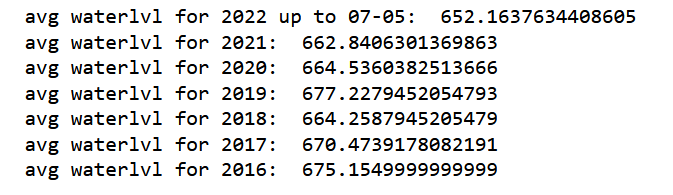 avg waterlvl for 2022 up to 07-05:  652.1637634408605
avg waterlvl for 2021:  662.8406301369863
avg waterlvl for 2020:  664.5360382513666
avg waterlvl for 2019:  677.2279452054793
avg waterlvl for 2018:  664.2587945205479
avg waterlvl for 2017:  670.4739178082191
avg waterlvl for 2016:  675.1549999999999